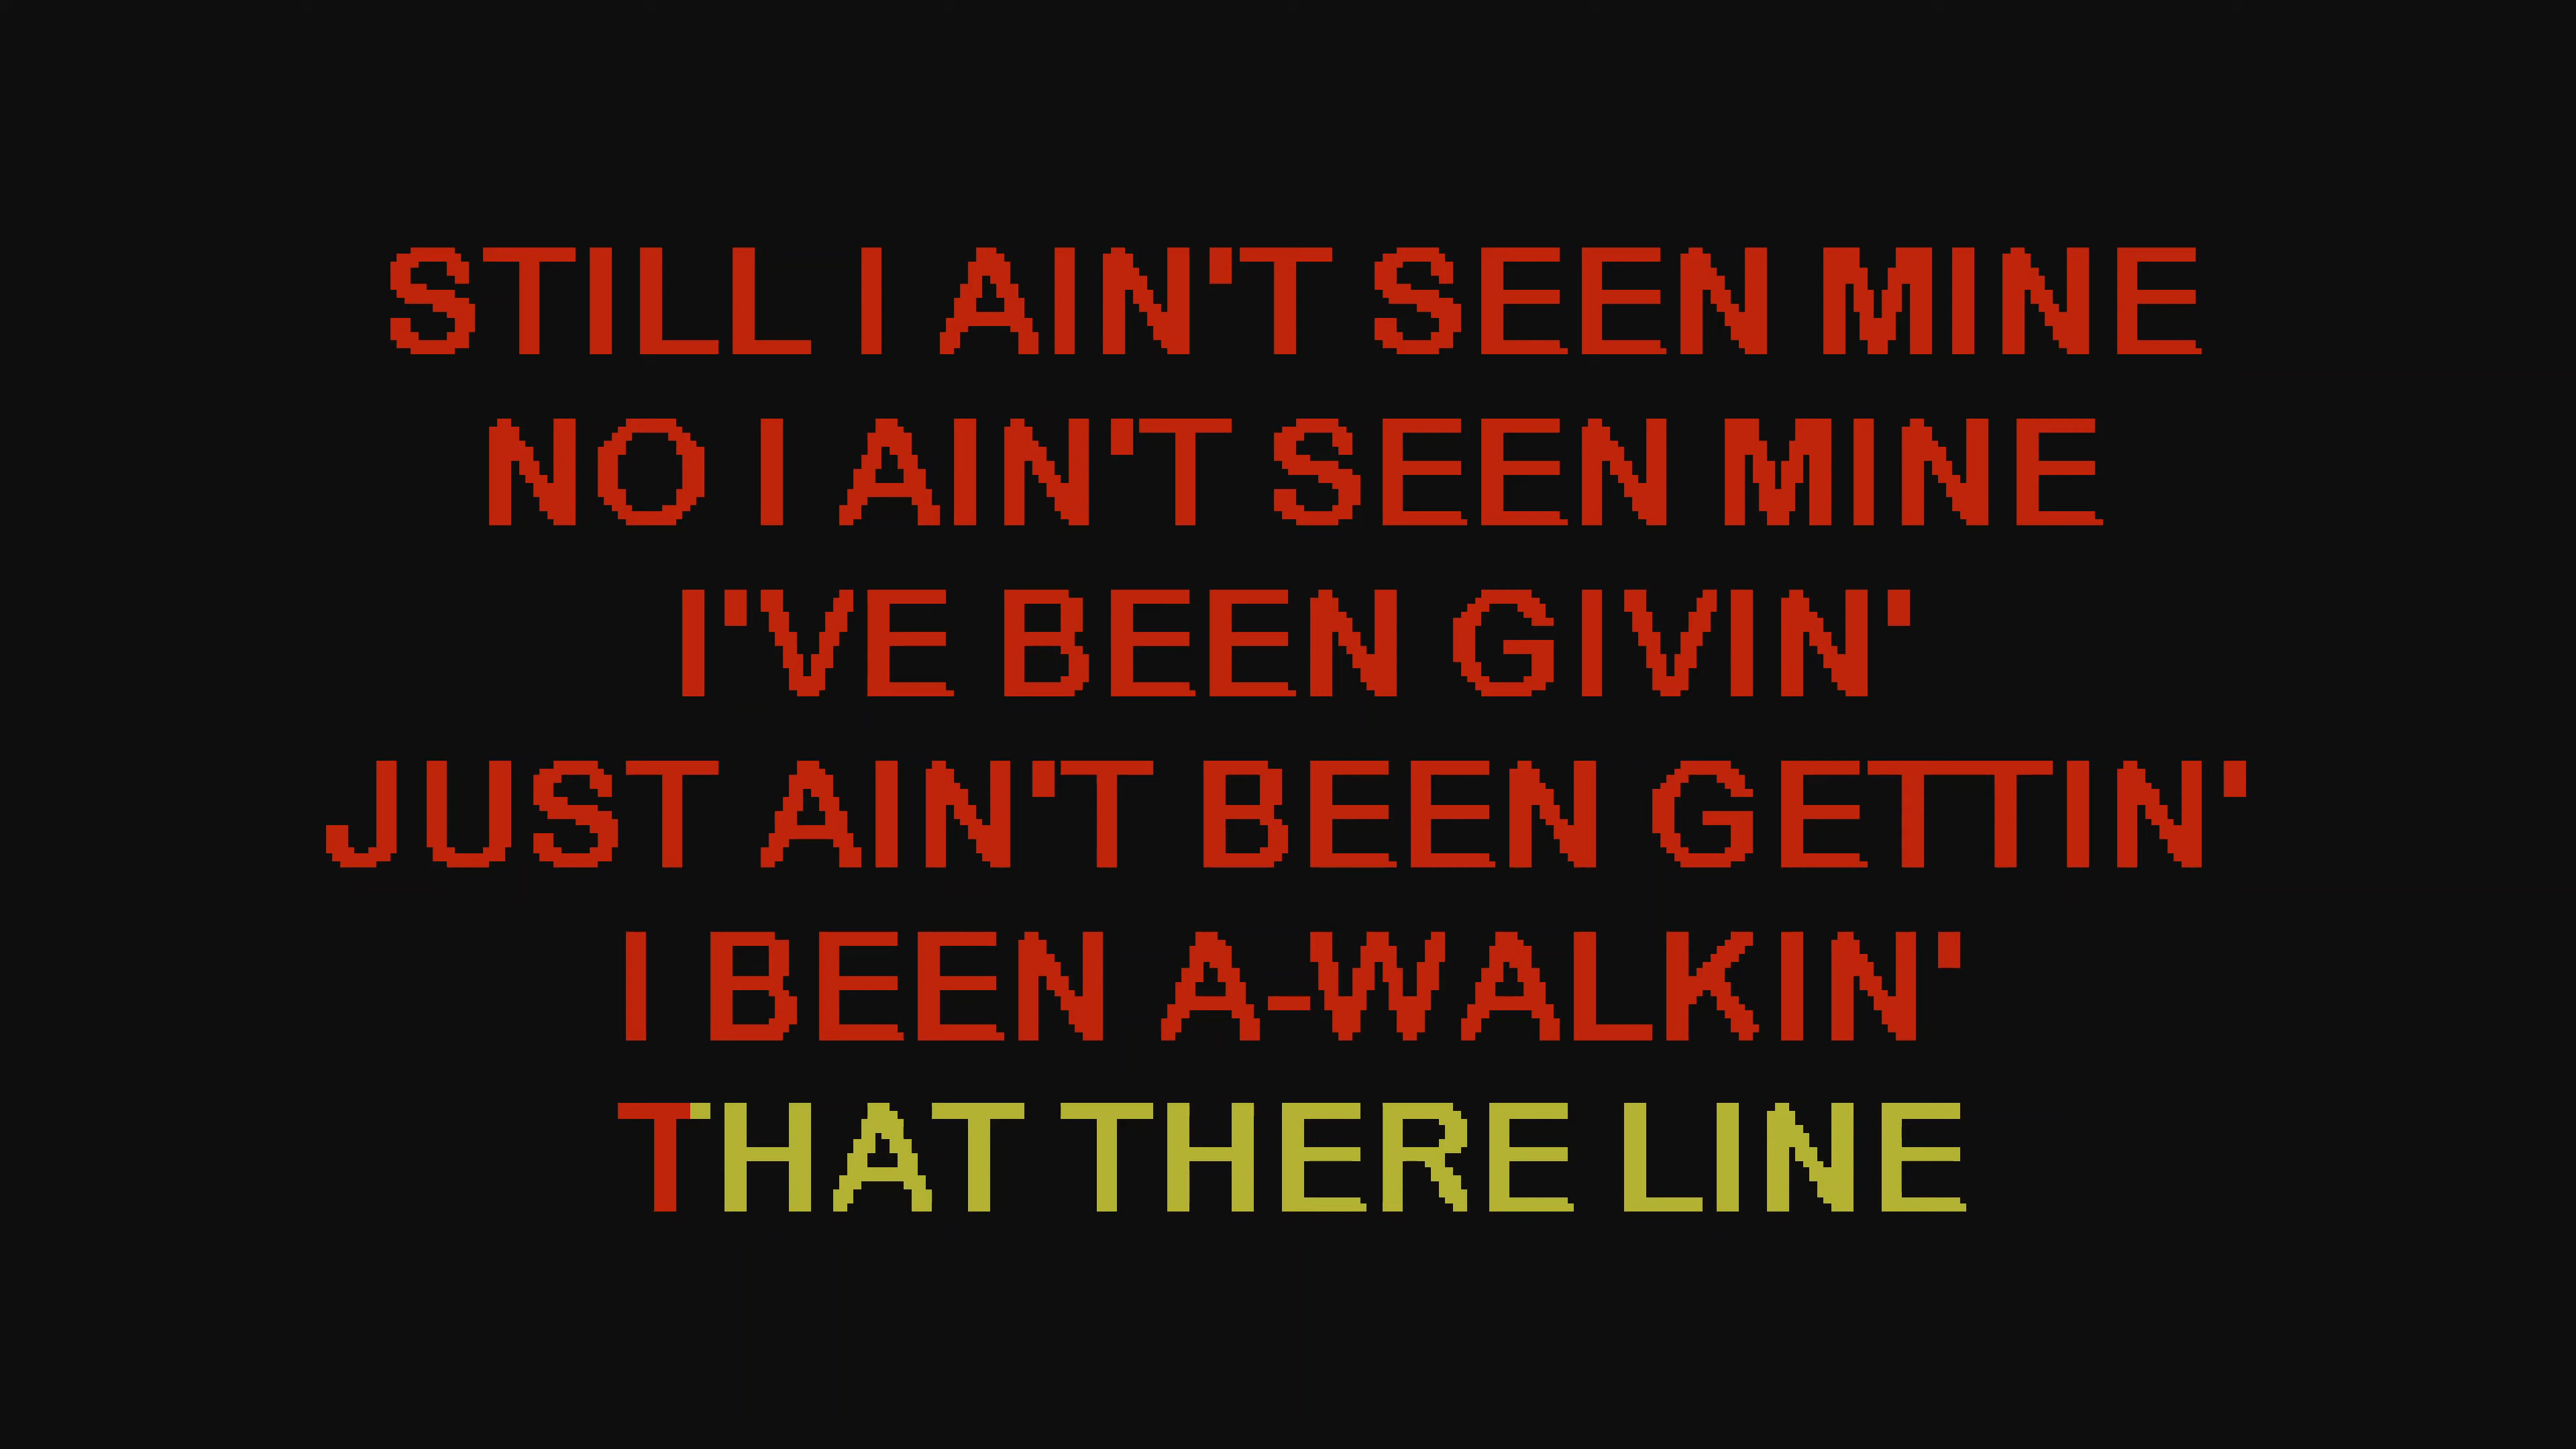 STILL I AIN'T SEEN MINE
NO I AIN'T SEEN MINE
I'VE BEEN GIVIN'
JUST AIN'T BEEN GETTIN'
I BEEN A-WALKIN'
THAT THERE LINE